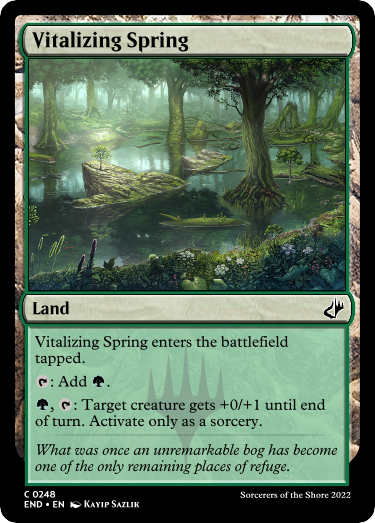 Vitalizing Spring
Land
Vitalizing Spring enters the battlefield
tapped.
: Add .
, : Target creature gets +0/+1 until end
of turn. Activate only as a sorcery.
What was once an unremarkable bog has become
one of the only remaining places of refuge.
C 0248
END • EN Kayip Sazlik
Sorcerers of the Shore 2022